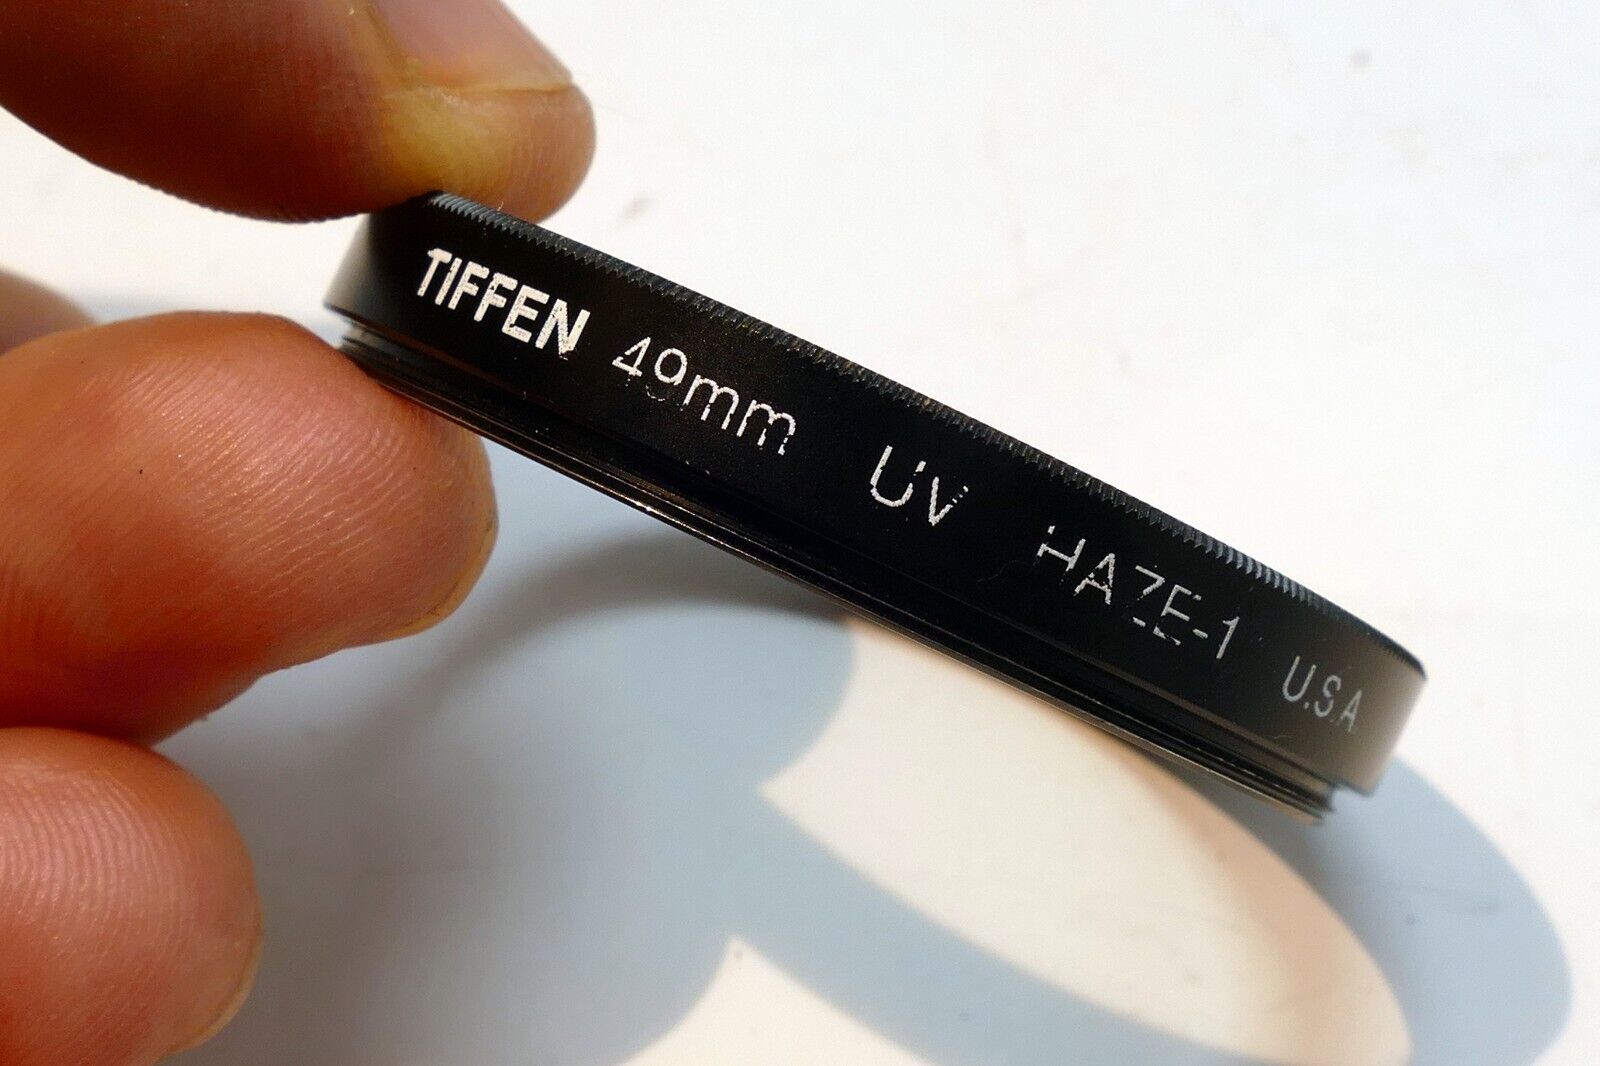 TIFFEN 49mm UV HAZE-1 U.S.A